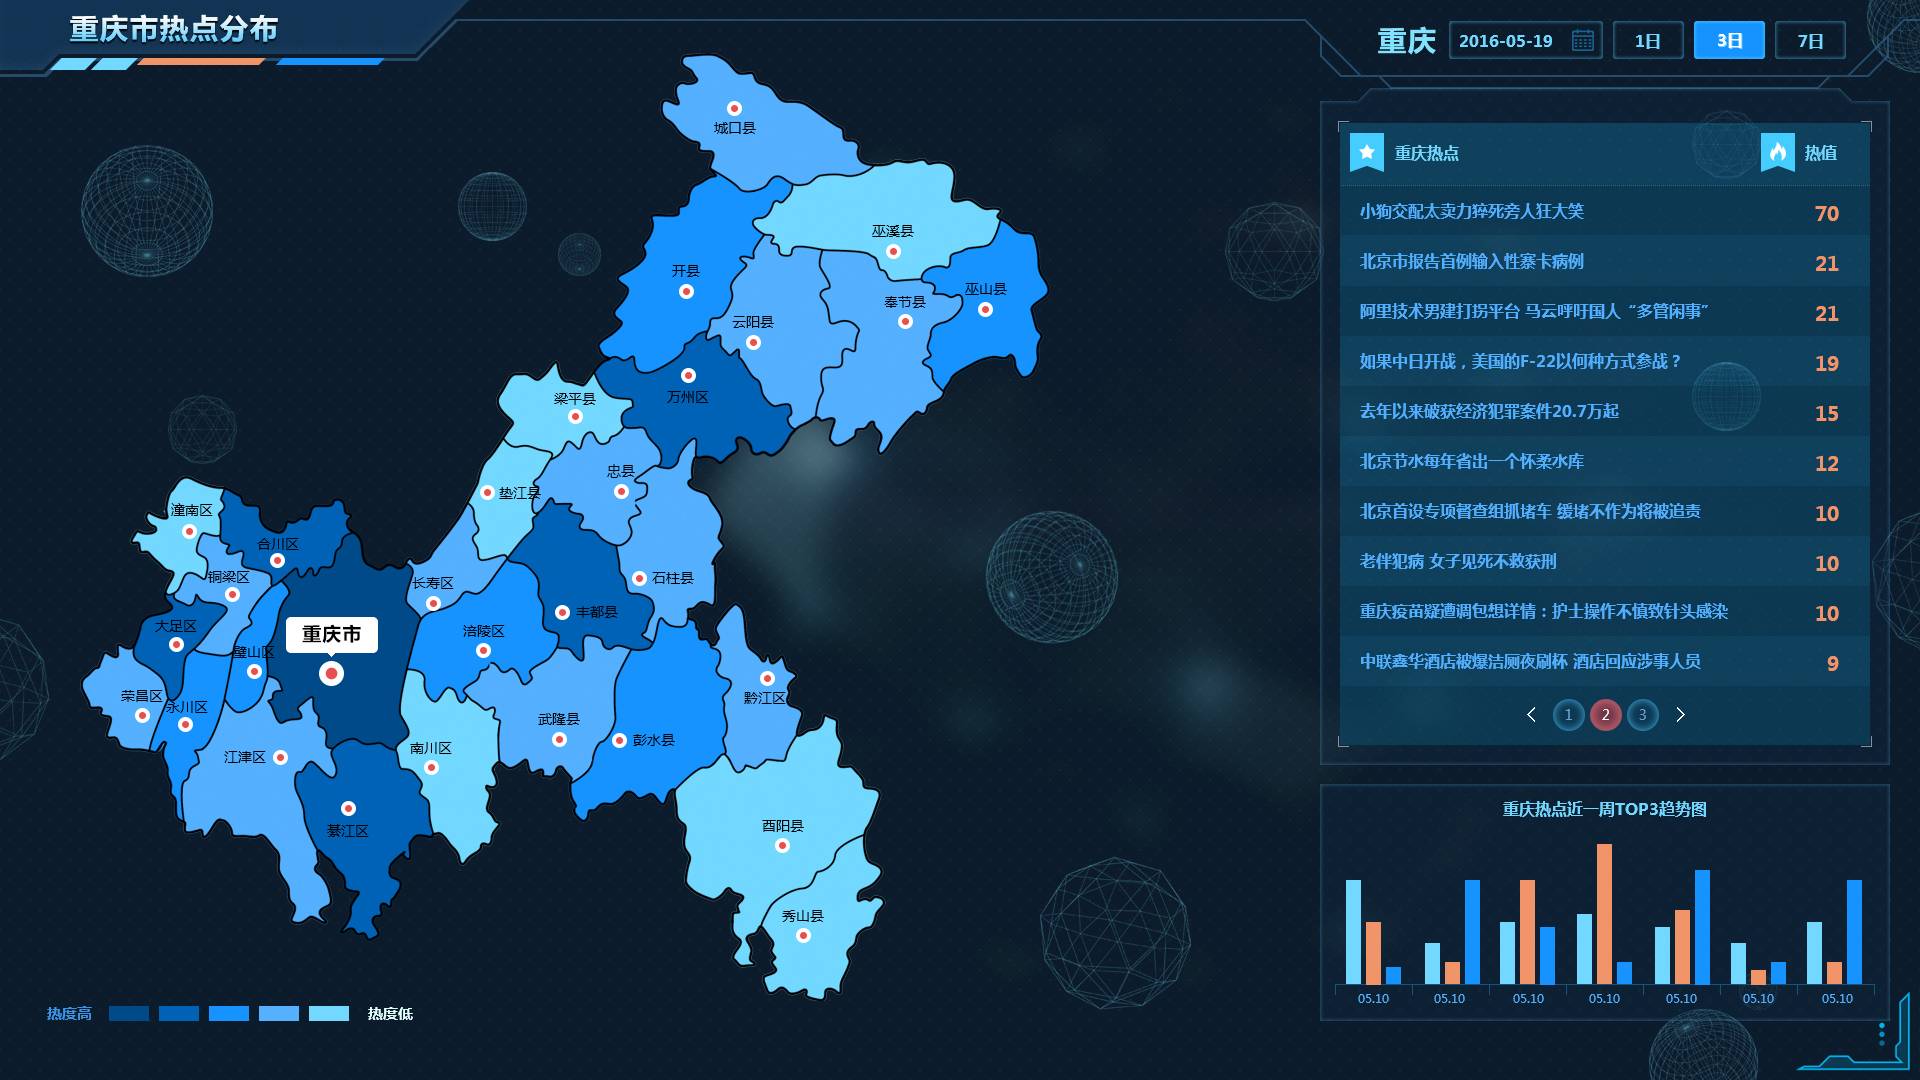 重庆市热点分布
重庆
2016-05-19
1日
3日
7日
城口县
巫溪县
开县
巫山县
奉节县
云阳县
万州区
梁平县
忠县
垫江县
潼南区
合川区
铜梁区
长寿区
石柱县
丰都县
大足区
涪陵区
重庆市
璧山区
荣昌区
永川区
黔江区
武隆县
彭水县
南川区
江津区
綦江区
酉阳县
秀山县
热度高
热度低
重庆热点 热值
小狗交配太卖力猝死旁人狂大笑 70
北京市报告首例输入性寨卡病例 21
阿里技术男建打拐平台 马云呼吁国人“多管闲事” 21
如果中日开战，美国的F-22以何种方式参战？ 19
去年以来破获经济犯罪案件20.7万起 15
北京节水每年省出一个怀柔水库 12
北京首设专项督查组抓堵车 缓堵不作为将被追责 10
老伴犯病 女子见死不救获刑 10
重庆疫苗疑遭调包想详情：护士操作不慎致针头感染 10
中联鑫华酒店被爆洁厕夜刷杯 酒店回应涉事人员 9
1 2 3
重庆热点近一周TOP3趋势图
05.10 05.10 05.10 05.10 05.10 05.10 05.10